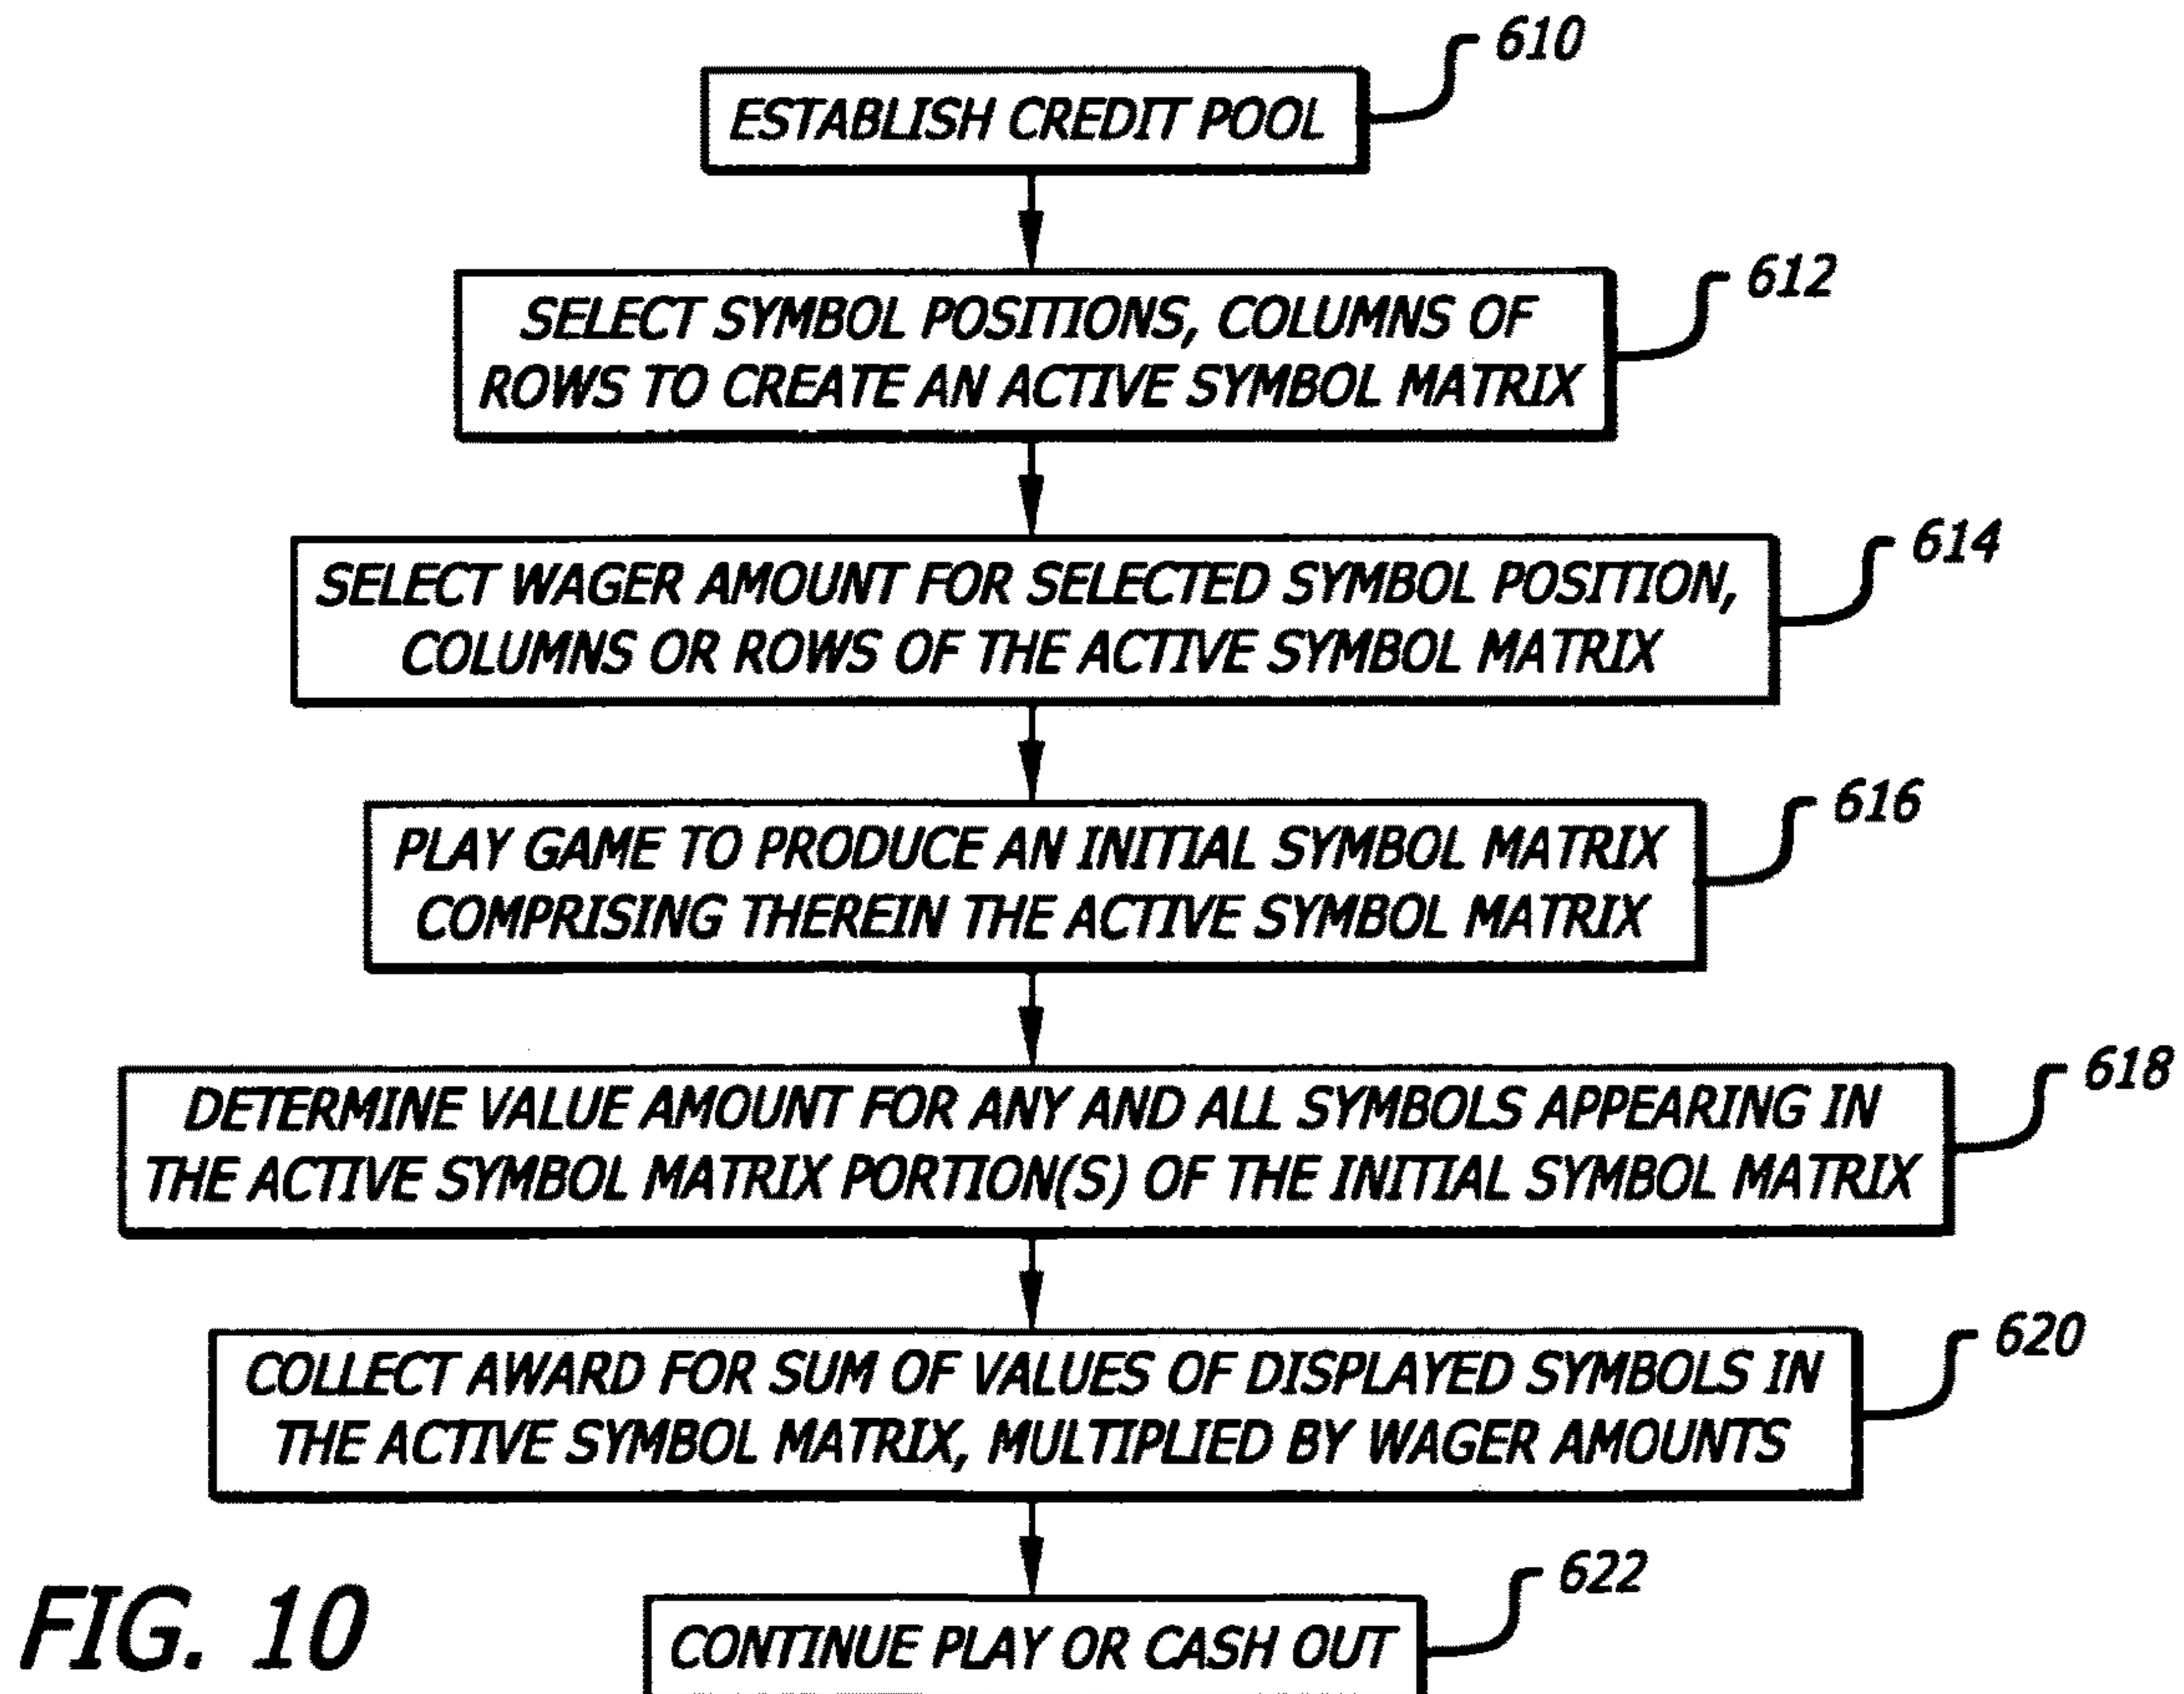 610
ESTABLISH CREDIT POOL
612
SELECT SYMBOL POSITIONS, COLUMNS OF
ROWS TO CREATE AN ACTIVE SYMBOL MATRIX
614
SELECT WAGER AMOUNT FOR SELECTED SYMBOL POSITION,
COLUMNS OR ROWS OF THE ACTIVE SYMBOL MATRIX
616
PLAY GAME TO PRODUCE AN INITIAL SYMBOL MATRIX
COMPRISING THEREIN THE ACTIVE SYMBOL MATRIX
618
DETERMINE VALUE AMOUNT FOR ANY AND ALL SYMBOLS APPEARING IN
THE ACTIVE SYMBOL MATRIX PORTION(S) OF THE INITIAL SYMBOL MATRIX
620
COLLECT AWARD FOR SUM OF VALUES OF DISPLAYED SYMBOLS IN
THE ACTIVE SYMBOL MATRIX, MULTIPLIED BY WAGER AMOUNTS
622
CONTINUE PLAY OR CASH OUT
FIG. 10